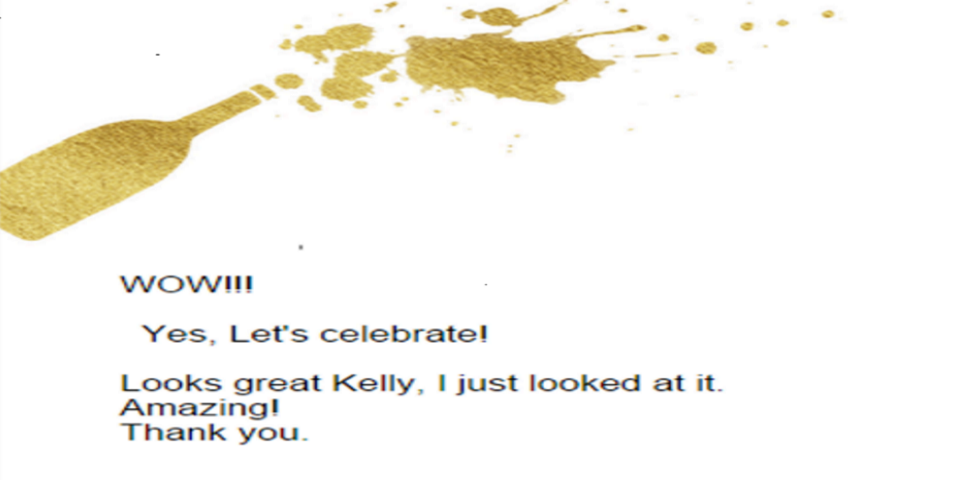 WOW!!!
Yes, Let's celebrate!
Looks great Kelly, I just looked at it.
Amazing!
Thank you.